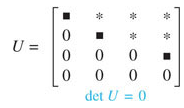 U = [ ■ * * * ]
[ 0 ■ * * ]
[ 0 0 0 ■ ]
[ 0 0 0 0 ]
det U = 0